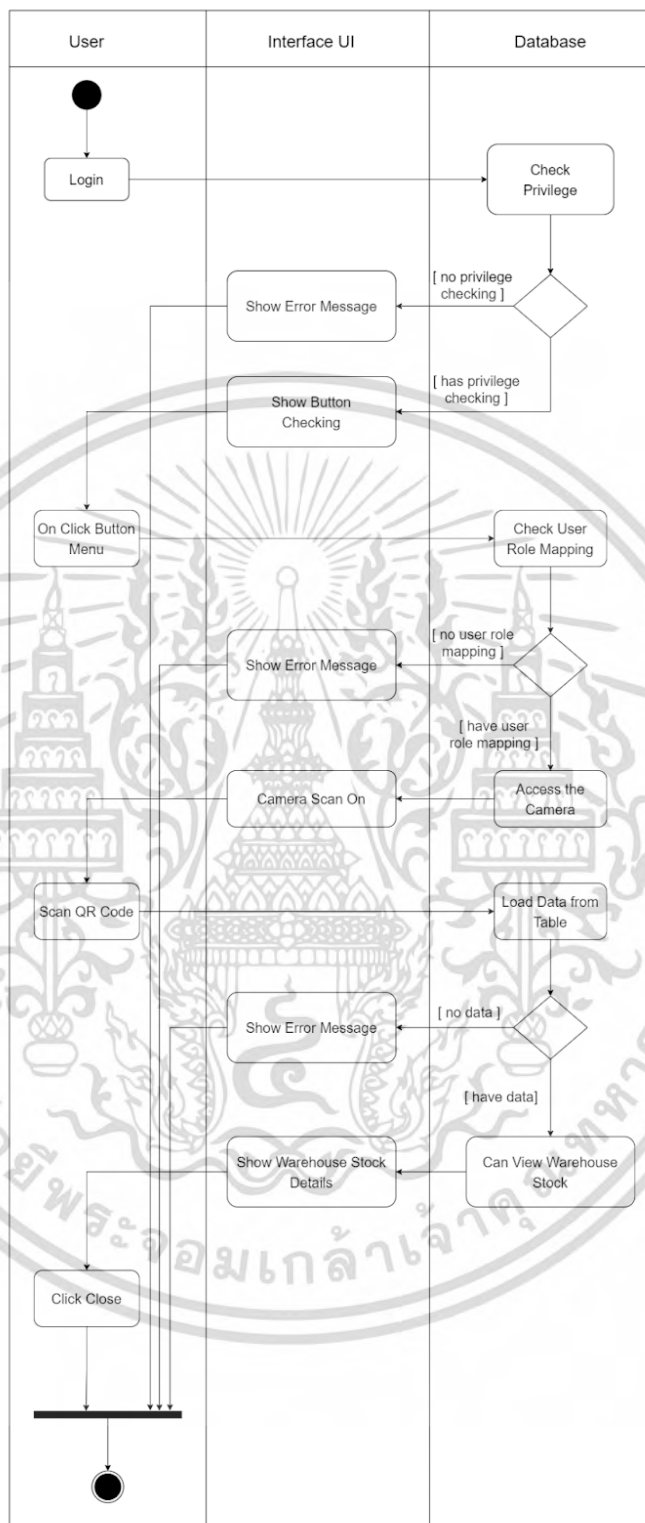 User
Interface UI
Database
Login
Check
Privilege
[ no privilege
checking ]
Show Error Message
[ has privilege
checking ]
Show Button
Checking
On Click Button
Menu
Check User
Role Mapping
[ no user role
mapping ]
Show Error Message
[ have user
role mapping ]
Access the
Camera
Camera Scan On
Scan QR Code
Load Data from
Table
[ no data ]
Show Error Message
[ have data]
Can View Warehouse
Stock
Show Warehouse Stock
Details
Click Close